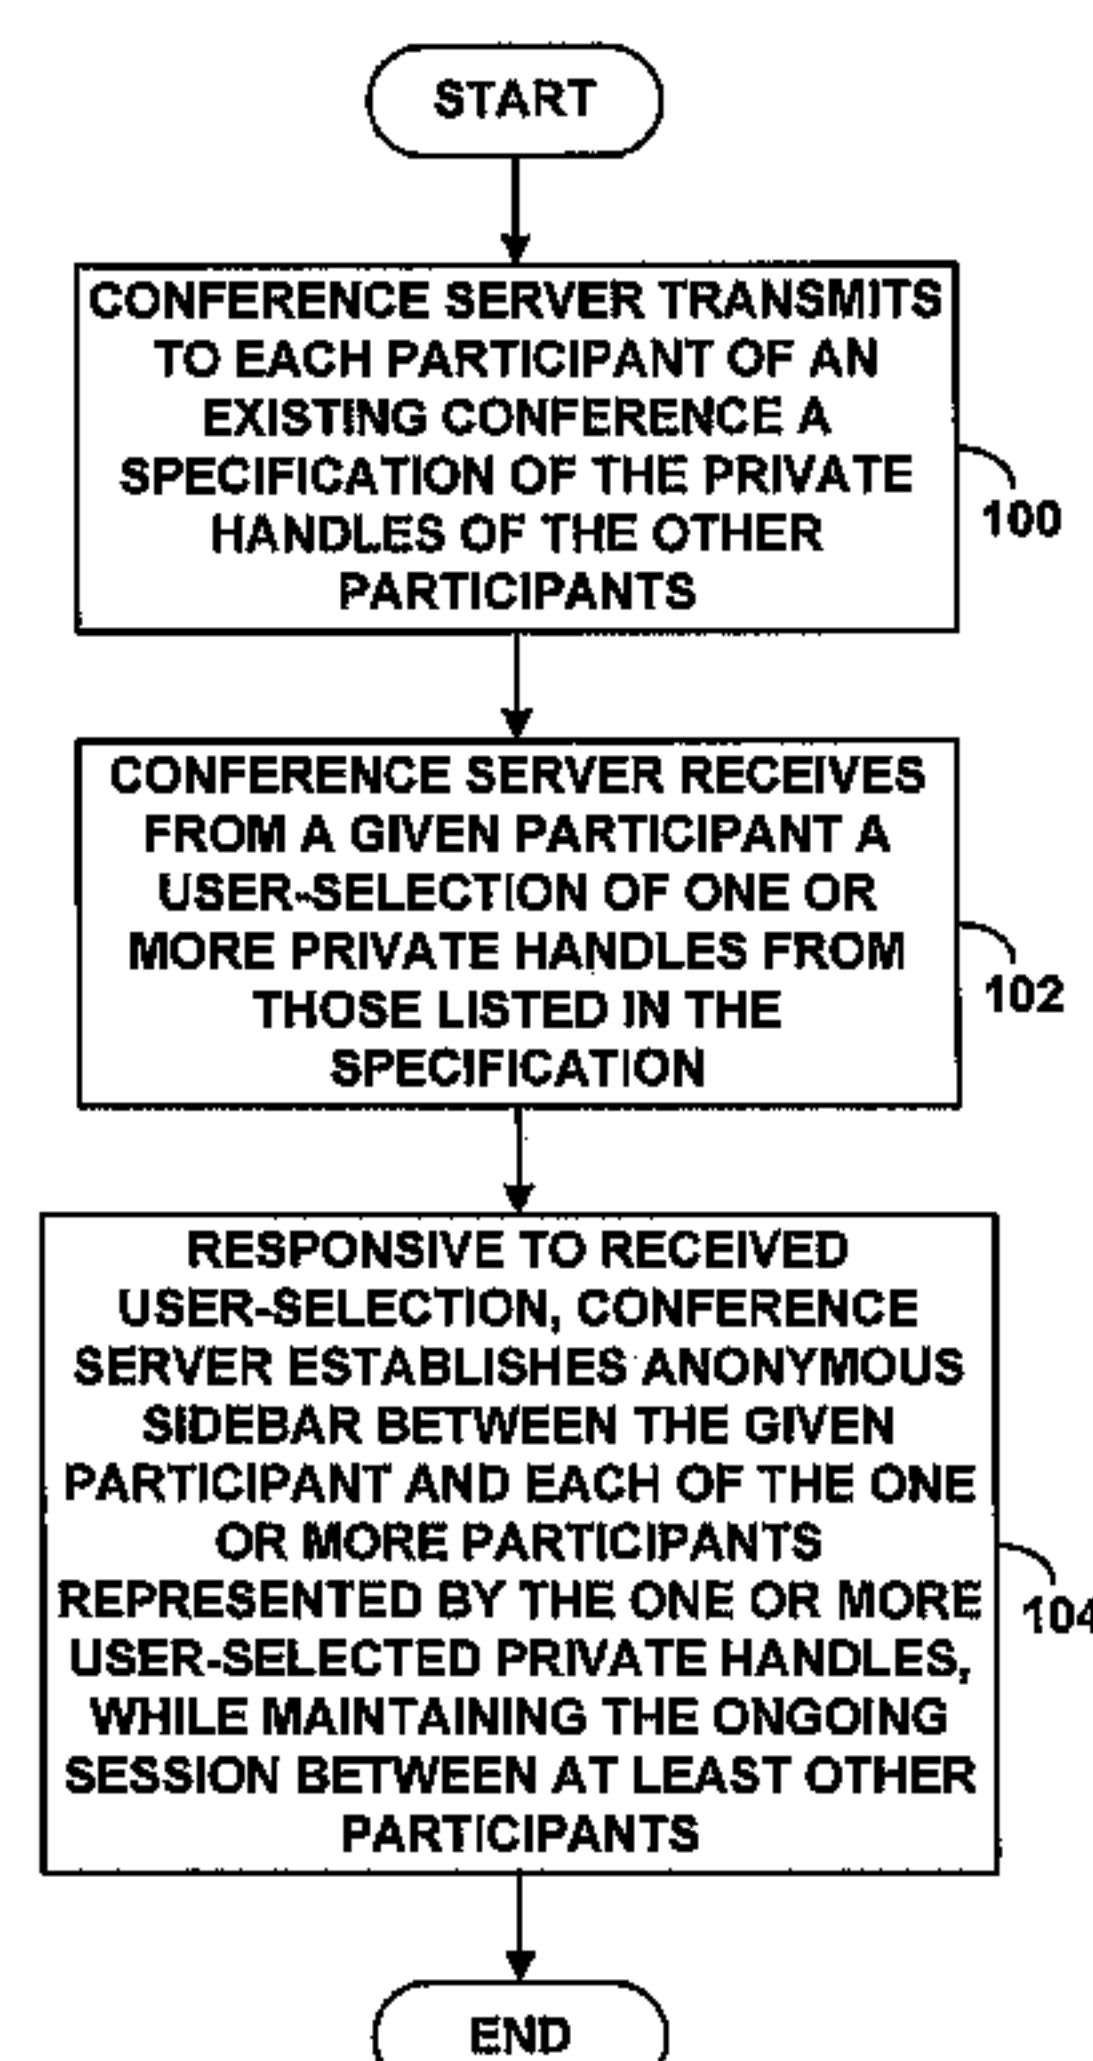 START
CONFERENCE SERVER TRANSMITS
TO EACH PARTICIPANT OF AN
EXISTING CONFERENCE A
SPECIFICATION OF THE PRIVATE
HANDLES OF THE OTHER
PARTICIPANTS
100
CONFERENCE SERVER RECEIVES
FROM A GIVEN PARTICIPANT A
USER-SELECTION OF ONE OR
MORE PRIVATE HANDLES FROM
THOSE LISTED IN THE
SPECIFICATION
102
RESPONSIVE TO RECEIVED
USER-SELECTION, CONFERENCE
SERVER ESTABLISHES ANONYMOUS
SIDEBAR BETWEEN THE GIVEN
PARTICIPANT AND EACH OF THE ONE
OR MORE PARTICIPANTS
REPRESENTED BY THE ONE OR MORE
USER-SELECTED PRIVATE HANDLES,
WHILE MAINTAINING THE ONGOING
SESSION BETWEEN AT LEAST OTHER
PARTICIPANTS
104
END